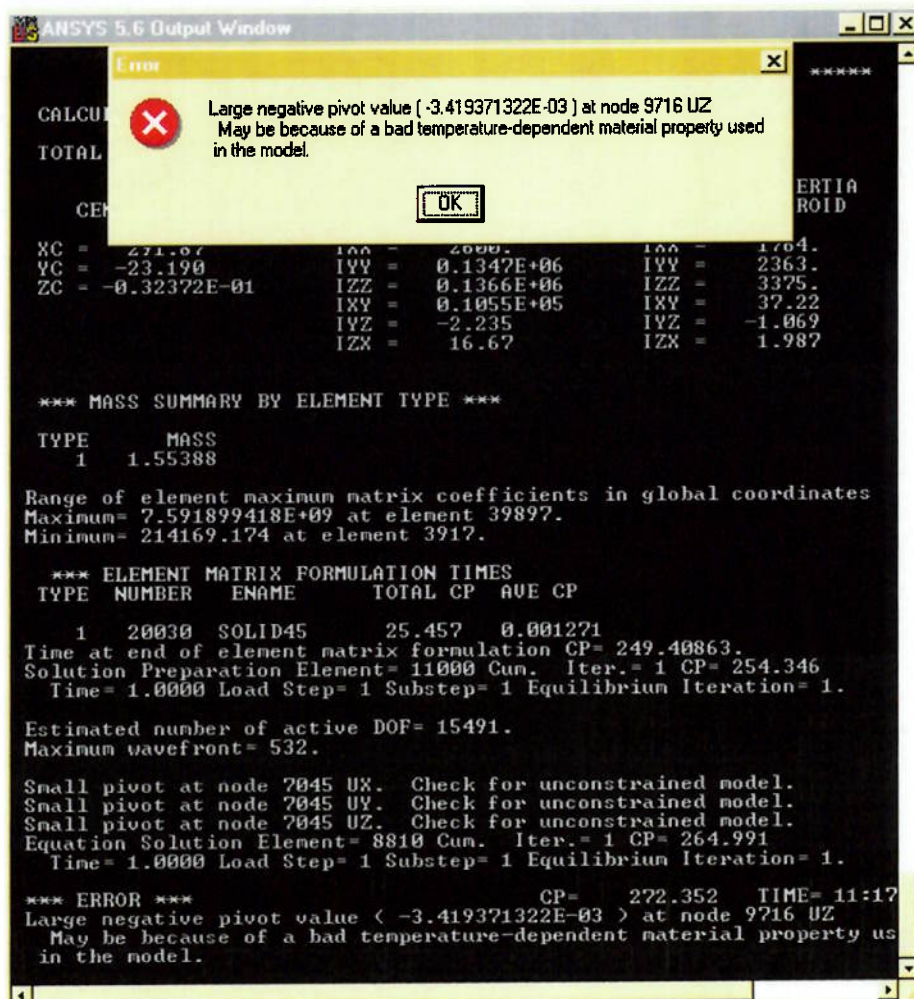 ANSYS 5.6 Output Window
Error
*****
Large negative pivot value ( -3.419371322E-03 ) at node 9716 UZ
May be because of a bad temperature-dependent material property used
in the model.
OK
CALCU
TOTAL
ERTIA
CEN ROID
XC = 271.87 IXX = 2600. IXX = 1764.
YC = -23.190 IYY = 0.1347E+06 IYY = 2363.
ZC = -0.32372E-01 IZZ = 0.1366E+06 IZZ = 3375.
IXY = 0.1055E+05 IXY = 37.22
IYZ = -2.235 IYZ = -1.069
IZX = 16.67 IZX = 1.987
*** MASS SUMMARY BY ELEMENT TYPE ***
TYPE MASS
1 1.55388
Range of element maximum matrix coefficients in global coordinates
Maximum= 7.591899418E+09 at element 39897.
Minimum= 214169.174 at element 3917.
*** ELEMENT MATRIX FORMULATION TIMES
TYPE NUMBER ENAME TOTAL CP AVE CP
1 20030 SOLID45 25.457 0.001271
Time at end of element matrix formulation CP= 249.40863.
Solution Preparation Element= 11000 Cum. Iter.= 1 CP= 254.346
Time= 1.0000 Load Step= 1 Substep= 1 Equilibrium Iteration= 1.
Estimated number of active DOF= 15491.
Maximum wavefront= 532.
Small pivot at node 7045 UX. Check for unconstrained model.
Small pivot at node 7045 UY. Check for unconstrained model.
Small pivot at node 7045 UZ. Check for unconstrained model.
Equation Solution Element= 8810 Cum. Iter.= 1 CP= 264.991
Time= 1.0000 Load Step= 1 Substep= 1 Equilibrium Iteration= 1.
*** ERROR *** CP= 272.352 TIME= 11:17
Large negative pivot value ( -3.419371322E-03 ) at node 9716 UZ
May be because of a bad temperature-dependent material property us
in the model.